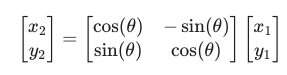 [x₂ y₂] = [cos(θ) − sin(θ) sin(θ) cos(θ)] [x₁ y₁]